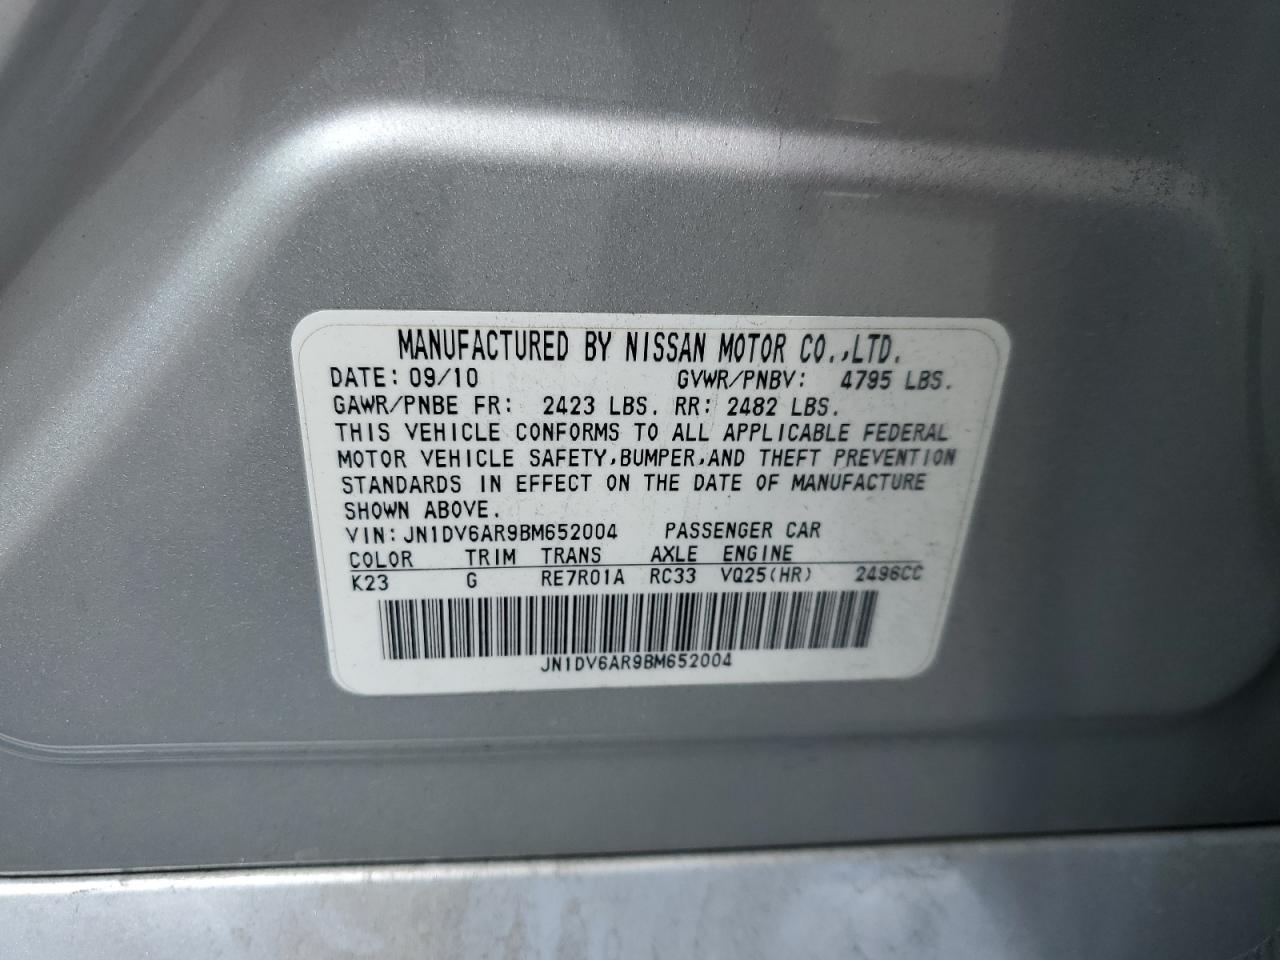 MANUFACTURED BY NISSAN MOTOR CO.,LTD.
DATE: 09/10 GVWR/PNBV: 4795 LBS.
GAWR/PNBE FR: 2423 LBS. RR: 2482 LBS.
THIS VEHICLE CONFORMS TO ALL APPLICABLE FEDERAL
MOTOR VEHICLE SAFETY,BUMPER,AND THEFT PREVENTION
STANDARDS IN EFFECT ON THE DATE OF MANUFACTURE
SHOWN ABOVE.
VIN: JN1DV6AR9BM652004 PASSENGER CAR
COLOR TRIM TRANS AXLE ENGINE
K23 G RE7R01A RC33 VQ25(HR) 2496CC
JN1DV6AR9BM652004